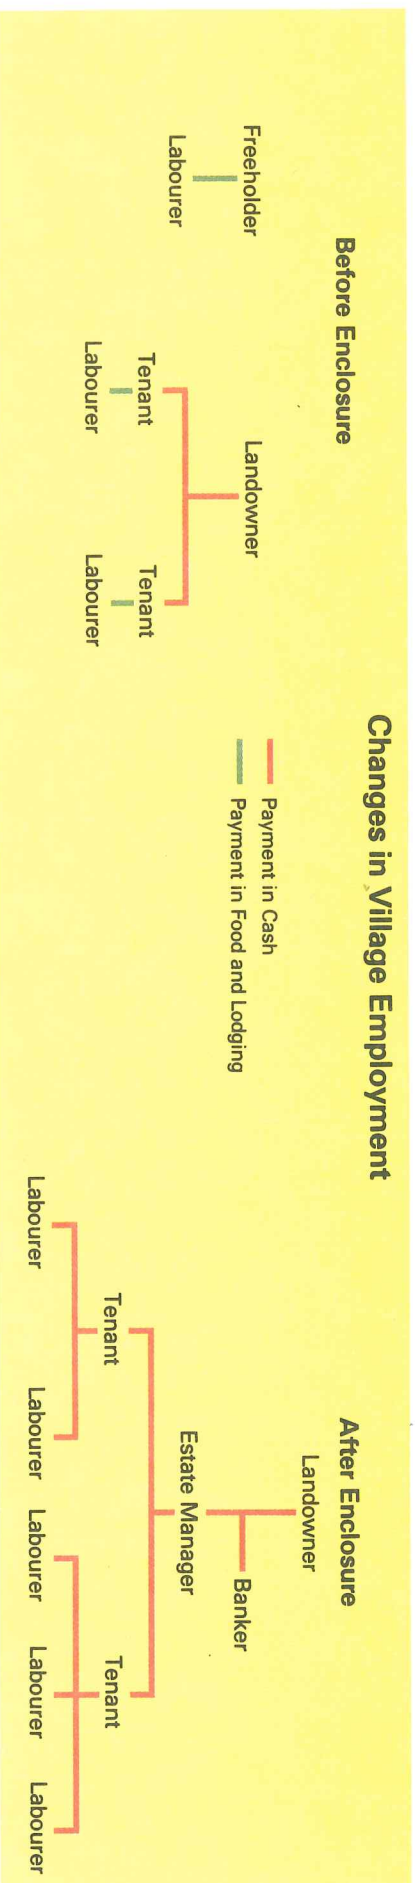 Changes in Village Employment
Before Enclosure
Freeholder
Labourer
Landowner
Tenant Tenant
Labourer Labourer
Payment in Cash
Payment in Food and Lodging
After Enclosure
Landowner
Banker
Estate Manager
Tenant Tenant
Labourer Labourer Labourer Labourer Labourer